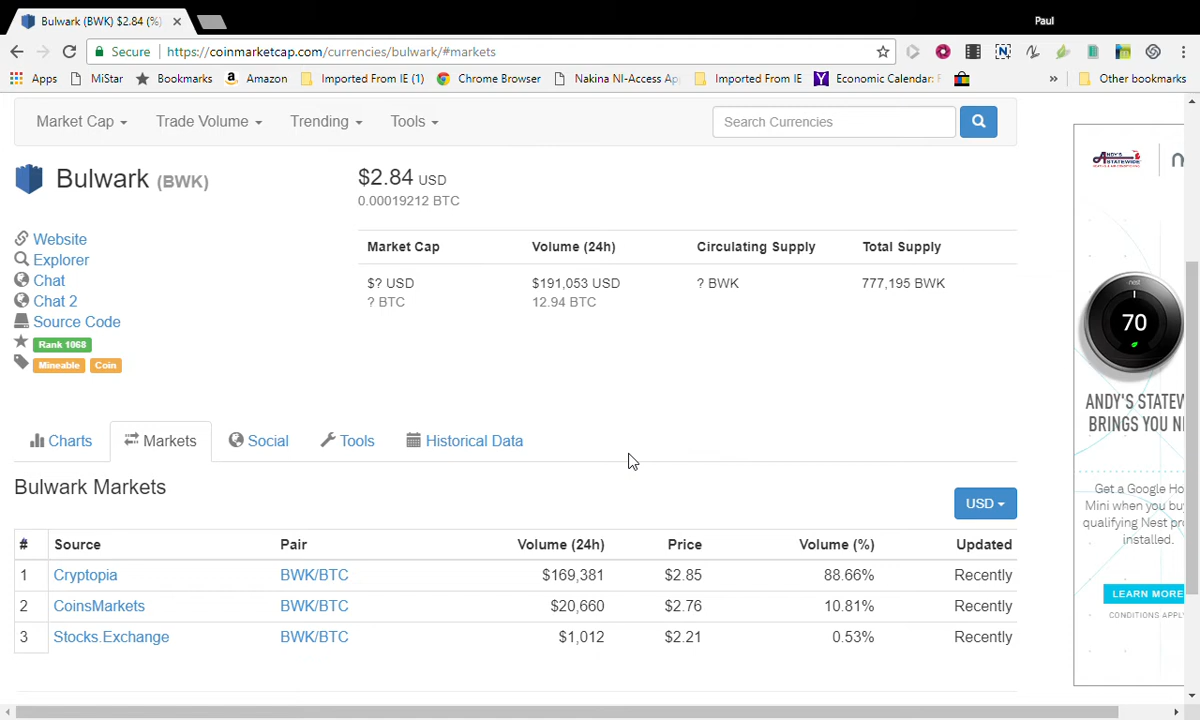 Bulwark (BWK) $2.84 (%)
Paul
Secure https://coinmarketcap.com/currencies/bulwark/#markets
Apps MiStar Bookmarks Amazon Imported From IE (1) Chrome Browser Nakina NI-Access Ap Imported From IE Economic Calendar: F » Other bookmarks
Market Cap Trade Volume Trending Tools Search Currencies
Bulwark (BWK)
$2.84 USD
0.00019212 BTC
Website
Explorer
Chat
Chat 2
Source Code
Rank 1068
Mineable Coin
Market Cap Volume (24h) Circulating Supply Total Supply
$? USD $191,053 USD ? BWK 777,195 BWK
? BTC 12.94 BTC
Charts Markets Social Tools Historical Data
Bulwark Markets
USD
# Source Pair Volume (24h) Price Volume (%) Updated
1 Cryptopia BWK/BTC $169,381 $2.85 88.66% Recently
2 CoinsMarkets BWK/BTC $20,660 $2.76 10.81% Recently
3 Stocks.Exchange BWK/BTC $1,012 $2.21 0.53% Recently
ANDY'S STATEWIDE
nest
70
ANDY'S STATEW
BRINGS YOU N
Get a Google Ho
Mini when you bu
qualifying Nest pr
installed.
LEARN MORE
CONDITIONS APPLY